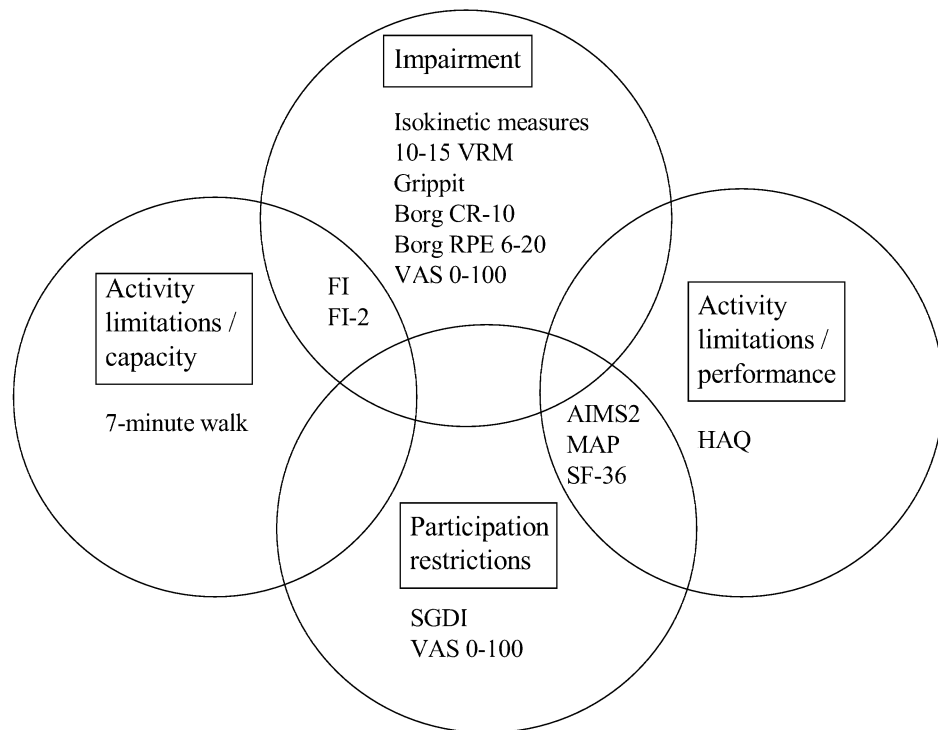 Impairment
Isokinetic measures
10-15 VRM
Grippit
Borg CR-10
Borg RPE 6-20
VAS 0-100
FI
FI-2
Activity
limitations /
capacity
7-minute walk
Activity
limitations /
performance
HAQ
AIMS2
MAP
SF-36
Participation
restrictions
SGDI
VAS 0-100